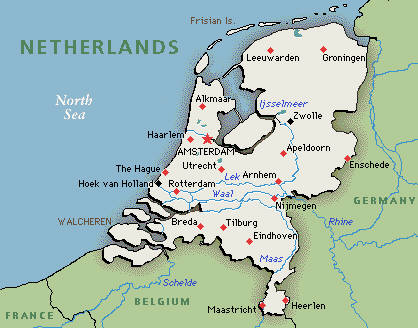 Frisian Is.
NETHERLANDS
Leeuwarden
Groningen
North
Sea
Alkmaar
Ijsselmeer
Zwolle
Haarlem
AMSTERDAM
Apeldoorn
Utrecht
Enschede
The Hague
Lek
Arnhem
Hoek van Holland
Rotterdam
Waal
Nijmegen
GERMANY
WALCHEREN
Breda
Tilburg
Rhine
Eindhoven
Maas
Schelde
BELGIUM
Maastricht
Heerlen
FRANCE